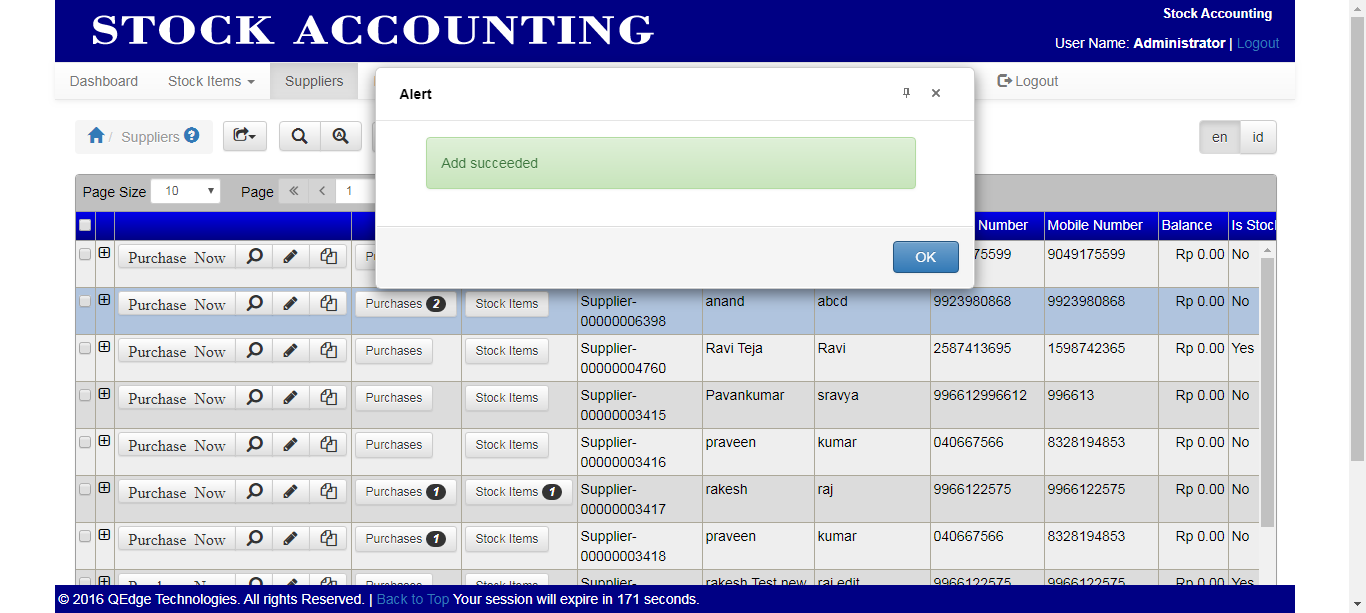 STOCK ACCOUNTING
Stock Accounting
User Name: Administrator | Logout
Dashboard Stock Items Suppliers Logout
Alert
/ Suppliers
en id
Add succeeded
Page Size 10 Page « < 1
Number Mobile Number Balance Is Stoc
OK
Purchase Now 75599 9049175599 Rp 0.00 No
Purchase Now Purchases 2 Stock Items Supplier- anand abcd 9923980868 9923980868 Rp 0.00 No
00000006398
Purchase Now Purchases Stock Items Supplier- Ravi Teja Ravi 2587413695 1598742365 Rp 0.00 Yes
00000004760
Purchase Now Purchases Stock Items Supplier- Pavankumar sravya 996612996612 996613 Rp 0.00 No
00000003415
Purchase Now Purchases Stock Items Supplier- praveen kumar 040667566 8328194853 Rp 0.00 No
00000003416
Purchase Now Purchases 1 Stock Items 1 Supplier- rakesh raj 9966122575 9966122575 Rp 0.00 No
00000003417
Purchase Now Purchases 1 Stock Items Supplier- praveen kumar 040667566 8328194853 Rp 0.00 No
00000003418
Purchase Now Purchases Stock Items Supplier- rakesh Test new raj edit 9966122575 9966122575 Rp 0.00 Yes
© 2016 QEdge Technologies. All rights Reserved. | Back to Top Your session will expire in 171 seconds.